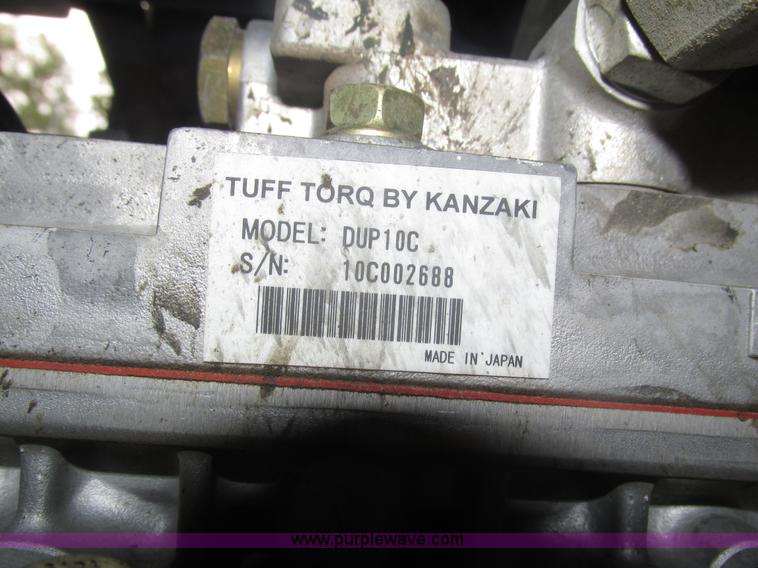 TUFF TORQ BY KANZAKI
MODEL: DUP10C
S/N: 10C002688
MADE IN JAPAN
www.purplewave.com